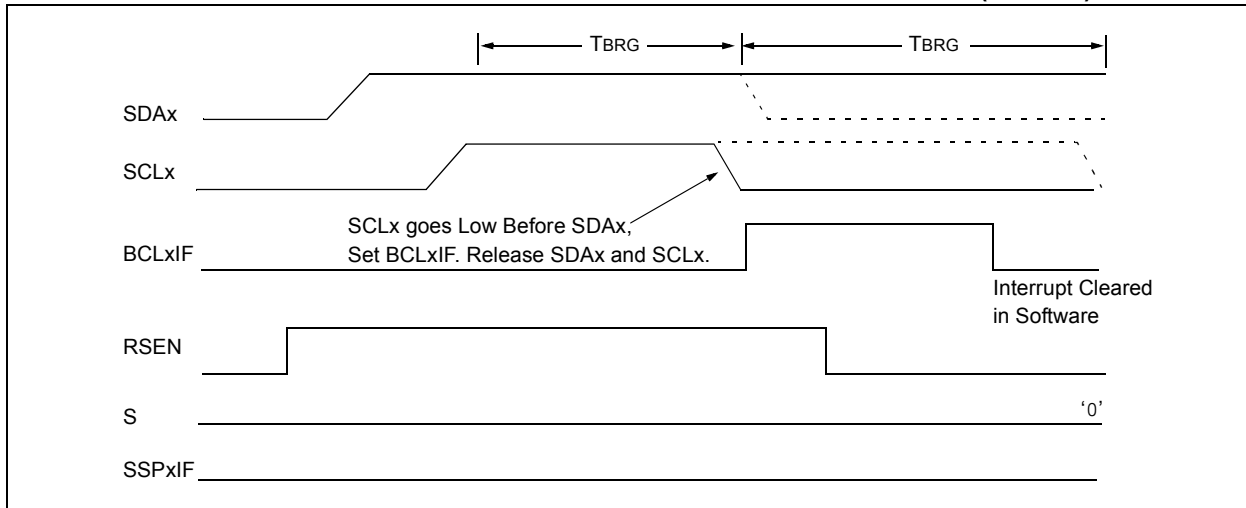 TBRG
TBRG
SDAx
SCLx
SCLx goes Low Before SDAx,
Set BCLxIF. Release SDAx and SCLx.
BCLxIF
Interrupt Cleared
in Software
RSEN
S
‘0’
SSPxIF